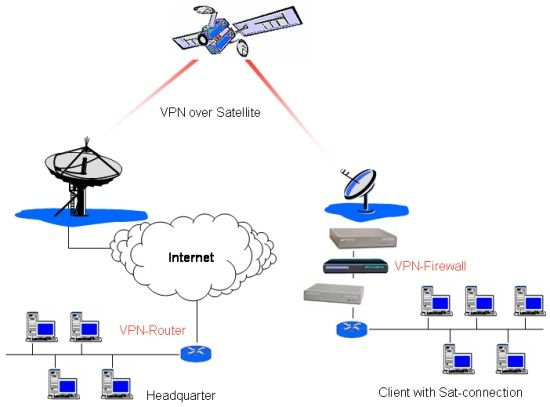 VPN over Satellite
Internet
VPN-Firewall
VPN-Router
Headquarter
Client with Sat-connection